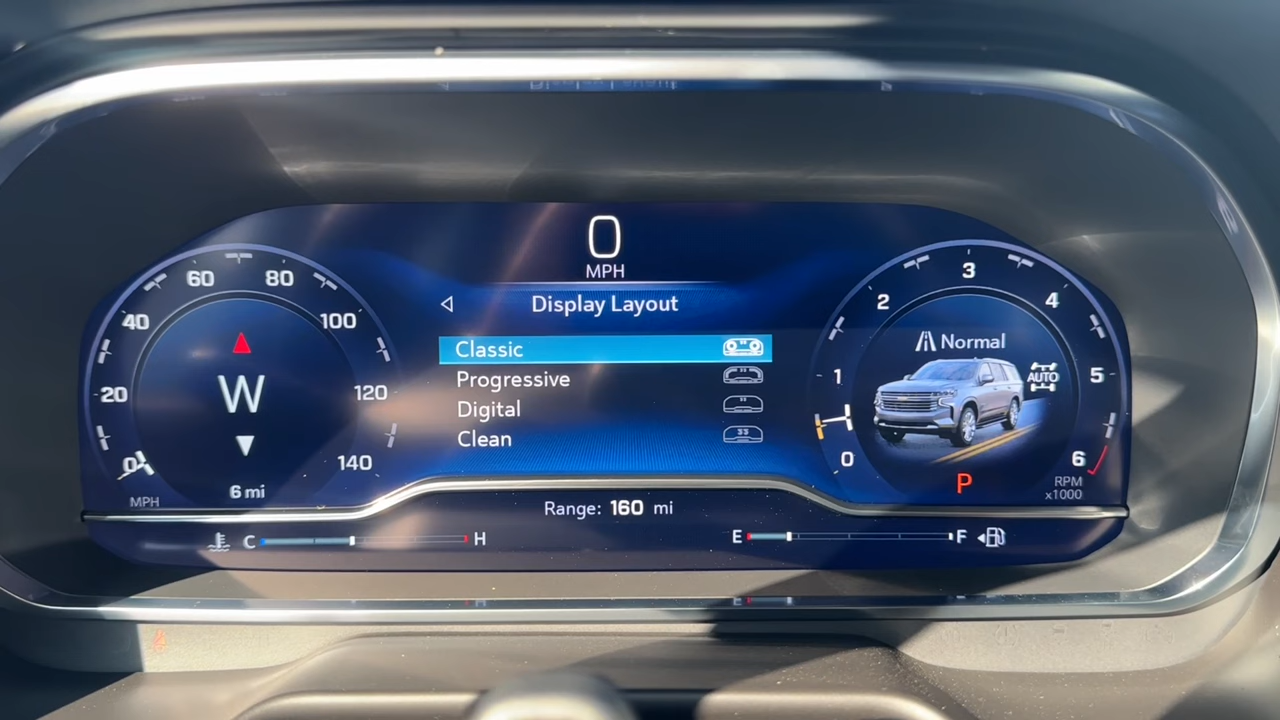 0
MPH
Display Layout
Classic
Progressive
Digital
Clean
0
20
40
60
80
100
120
140
MPH
W
6 mi
0
1
2
3
4
5
6
RPM
x1000
Normal
AUTO
P
Range: 160 mi
C
H
E
F